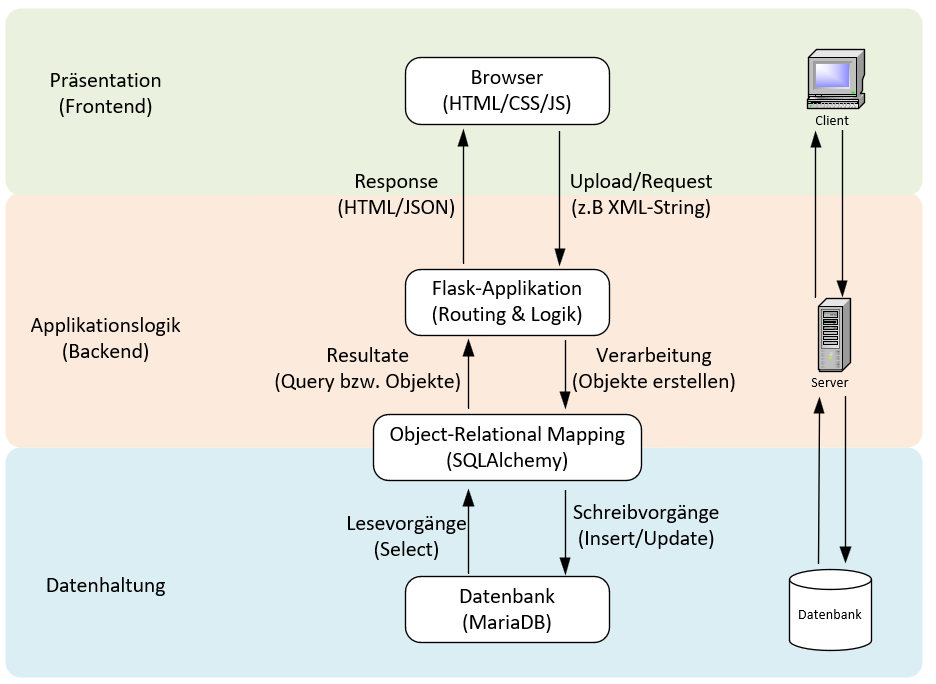 Präsentation
(Frontend)
Browser
(HTML/CSS/JS)
Client
Response
(HTML/JSON)
Upload/Request
(z.B XML-String)
Applikationslogik
(Backend)
Flask-Applikation
(Routing & Logik)
Server
Resultate
(Query bzw. Objekte)
Verarbeitung
(Objekte erstellen)
Object-Relational Mapping
(SQLAlchemy)
Lesevorgänge
(Select)
Schreibvorgänge
(Insert/Update)
Datenhaltung
Datenbank
(MariaDB)
Datenbank